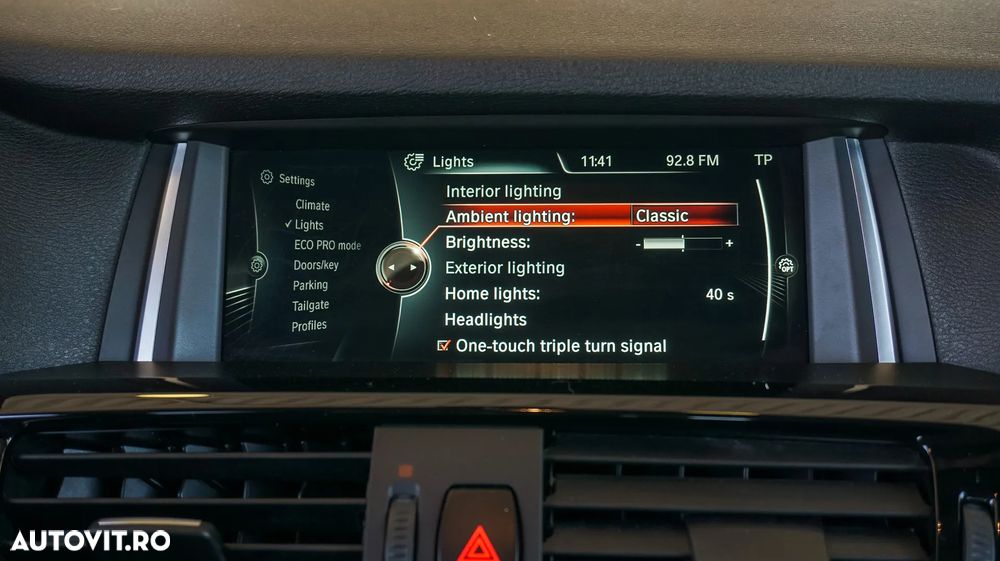 Settings
Climate
Lights
ECO PRO mode
Doors/key
Parking
Tailgate
Profiles
Lights 11:41 92.8 FM TP
Interior lighting
Ambient lighting: Classic
Brightness: - +
Exterior lighting
Home lights: 40 s
Headlights
One-touch triple turn signal
OPT
AUTOVIT.RO